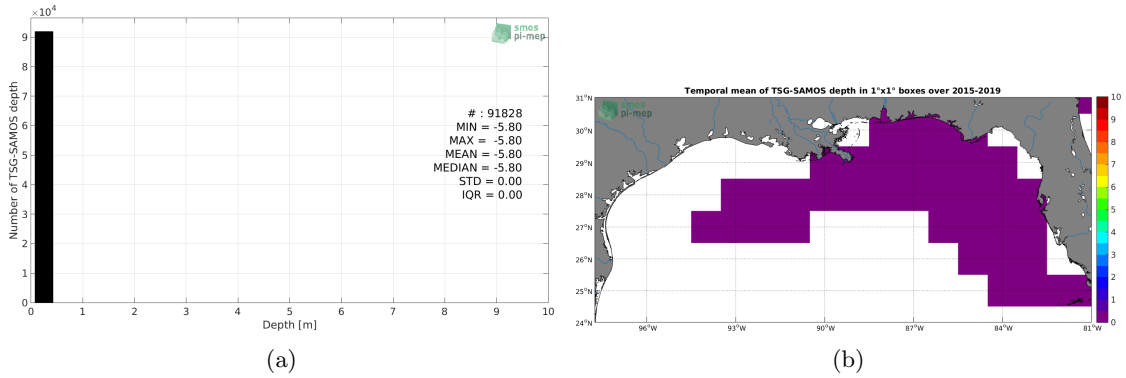 ×10^4
9
8
7
6
5
4
3
2
1
0
Number of TSG-SAMOS depth
smos
pi-mep
# : 91828
MIN = -5.80
MAX = -5.80
MEAN = -5.80
MEDIAN = -5.80
STD = 0.00
IQR = 0.00
0 1 2 3 4 5 6 7 8 9 10
Depth [m]
(a)
Temporal mean of TSG-SAMOS depth in 1°x1° boxes over 2015-2019
smos
pi-mep
31°N
30°N
29°N
28°N
27°N
26°N
25°N
24°N
96°W 93°W 90°W 87°W 84°W 81°W
10
9
8
7
6
5
4
3
2
1
0
(b)